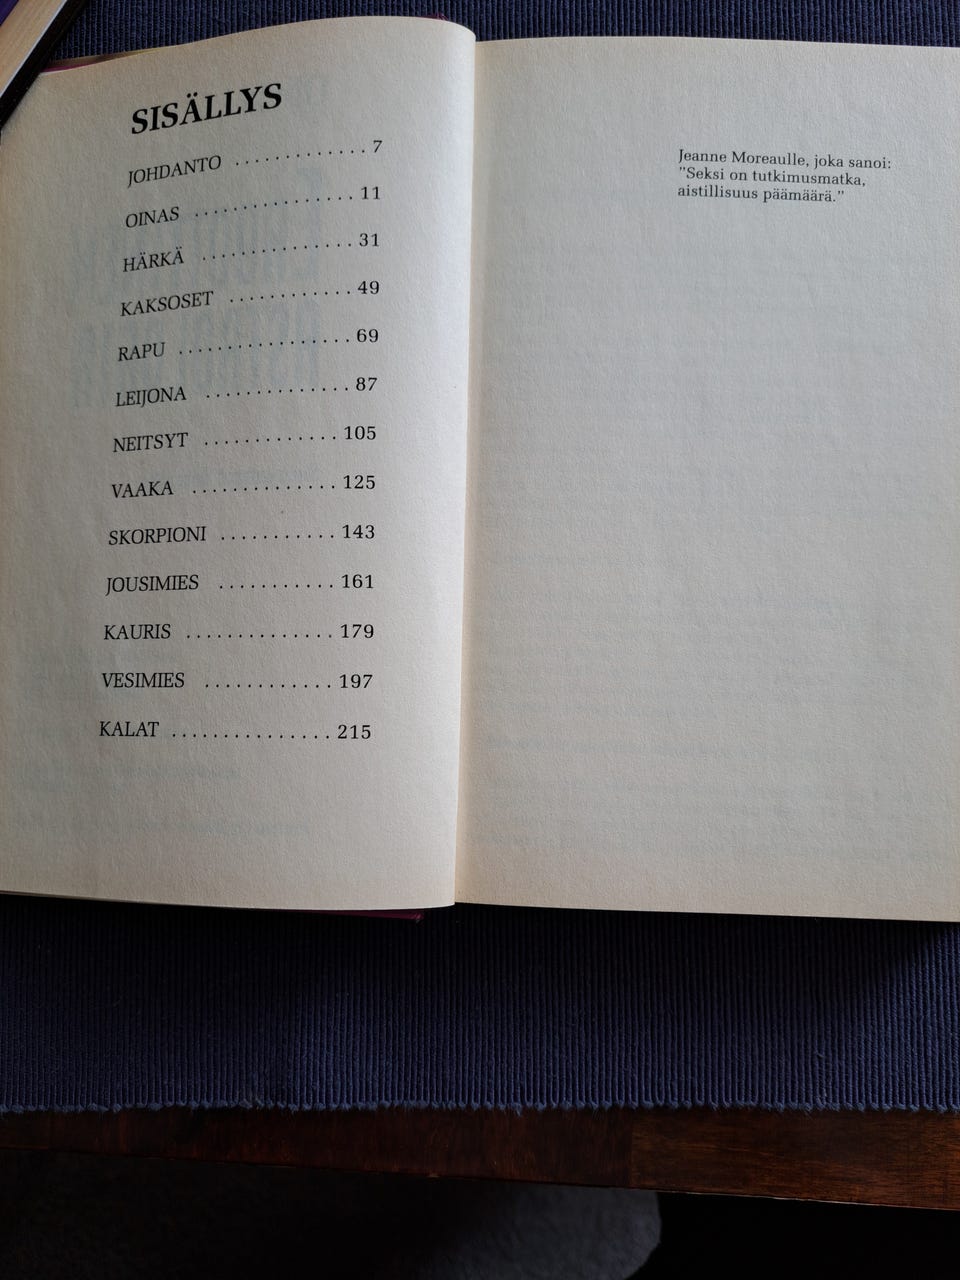 SISÄLLYS
JOHDANTO ............. 7
OINAS ................ 11
HÄRKÄ ............... 31
KAKSOSET ............ 49
RAPU ................. 69
LEIJONA .............. 87
NEITSYT ............. 105
VAAKA .............. 125
SKORPIONI ........... 143
JOUSIMIES ........... 161
KAURIS .............. 179
VESIMIES ............ 197
KALAT ............... 215
Jeanne Moreaulle, joka sanoi:
"Seksi on tutkimusmatka,
aistillisuus päämäärä."